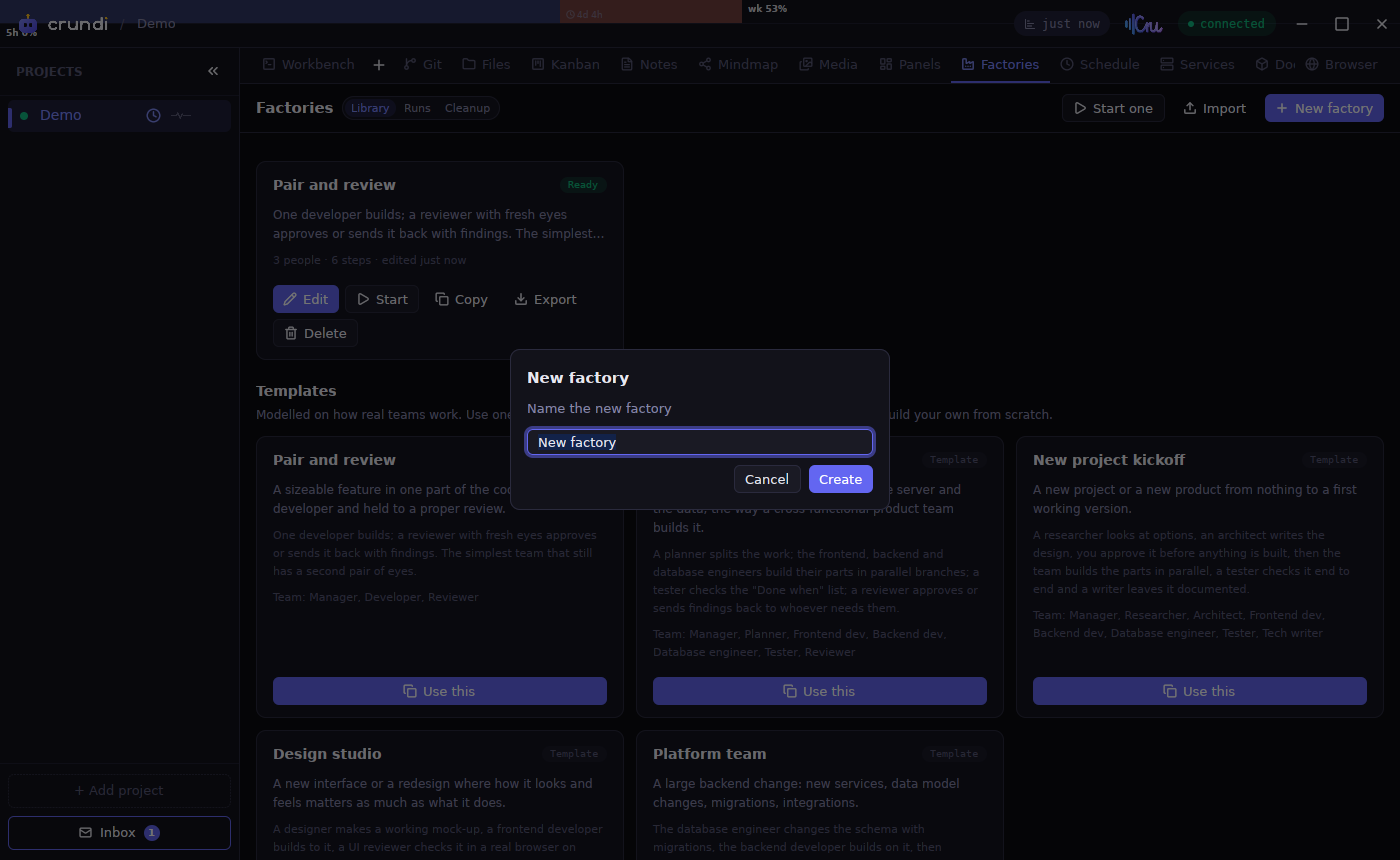 wk 53%
4d 4h
5h 6%
crundi / Demo
just now
Cru
connected
PROJECTS
Demo
+ Add project
Inbox 1
Workbench
Git
Files
Kanban
Notes
Mindmap
Media
Panels
Factories
Schedule
Services
Doc
Browser
Factories
Library
Runs
Cleanup
Start one
Import
+ New factory
Pair and review
Ready
One developer builds; a reviewer with fresh eyes
approves or sends it back with findings. The simplest...
3 people · 6 steps · edited just now
Edit
Start
Copy
Export
Delete
New factory
Name the new factory
New factory
Cancel
Create
Templates
Modelled on how real teams work. Use one
uild your own from scratch.
Pair and review
A sizeable feature in one part of the co
developer and held to a proper review.
One developer builds; a reviewer with fresh eyes approves
or sends it back with findings. The simplest team that still
has a second pair of eyes.
Team: Manager, Developer, Reviewer
Use this
Template
e server and
the data, the way a cross-functional product team
builds it.
A planner splits the work; the frontend, backend and
database engineers build their parts in parallel branches; a
tester checks the "Done when" list; a reviewer approves or
sends findings back to whoever needs them.
Team: Manager, Planner, Frontend dev, Backend dev,
Database engineer, Tester, Reviewer
Use this
New project kickoff
Template
A new project or a new product from nothing to a first
working version.
A researcher looks at options, an architect writes the
design, you approve it before anything is built, then the
team builds the parts in parallel, a tester checks it end to
end and a writer leaves it documented.
Team: Manager, Researcher, Architect, Frontend dev,
Backend dev, Database engineer, Tester, Tech writer
Use this
Design studio
Template
A new interface or a redesign where how it looks and
feels matters as much as what it does.
A designer makes a working mock-up, a frontend developer
builds to it, a UI reviewer checks it in a real browser on
Platform team
Template
A large backend change: new services, data model
changes, migrations, integrations.
The database engineer changes the schema with
migrations, the backend developer builds on it, then